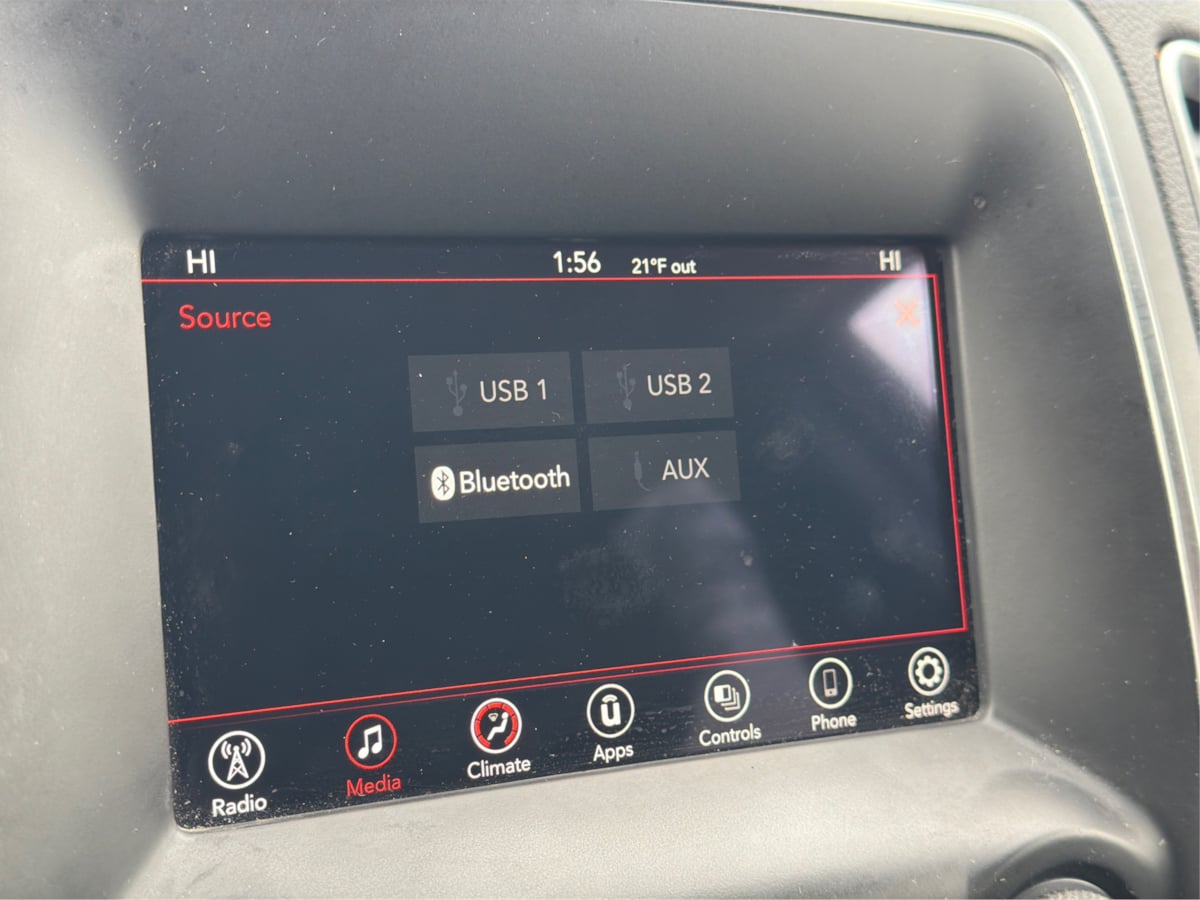 HI 1:56 21°F out HI
Source
USB 1 USB 2
Bluetooth AUX
Radio Media Climate Apps Controls Phone Settings